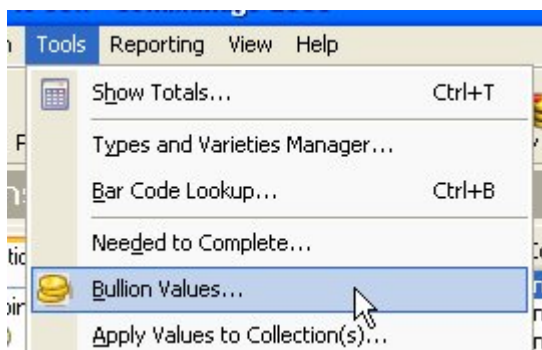 Tools Reporting View Help
Show Totals... Ctrl+T
Types and Varieties Manager...
Bar Code Lookup... Ctrl+B
Needed to Complete...
Bullion Values...
Apply Values to Collection(s)...